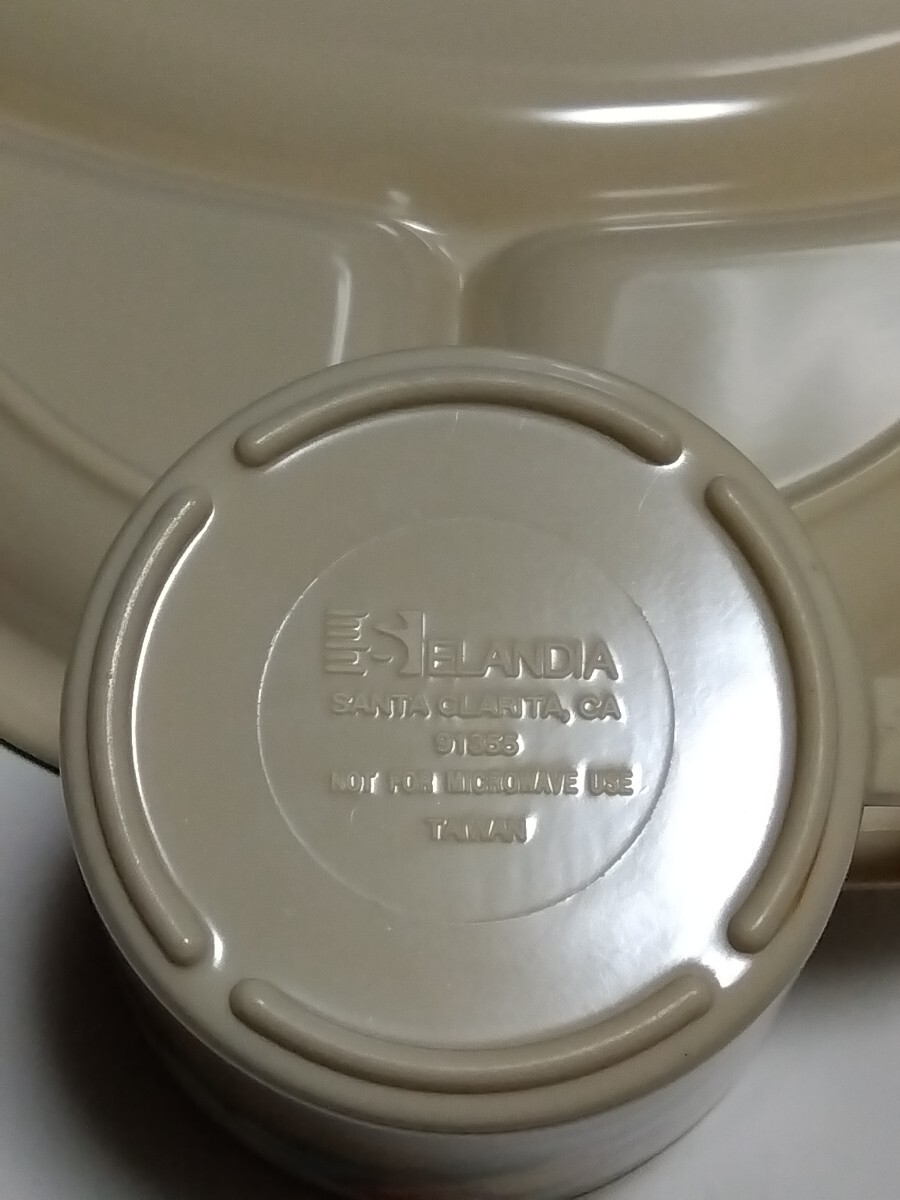 SELANDIA
SANTA CLARITA, CA
91355
NOT FOR MICROWAVE USE
TAIWAN